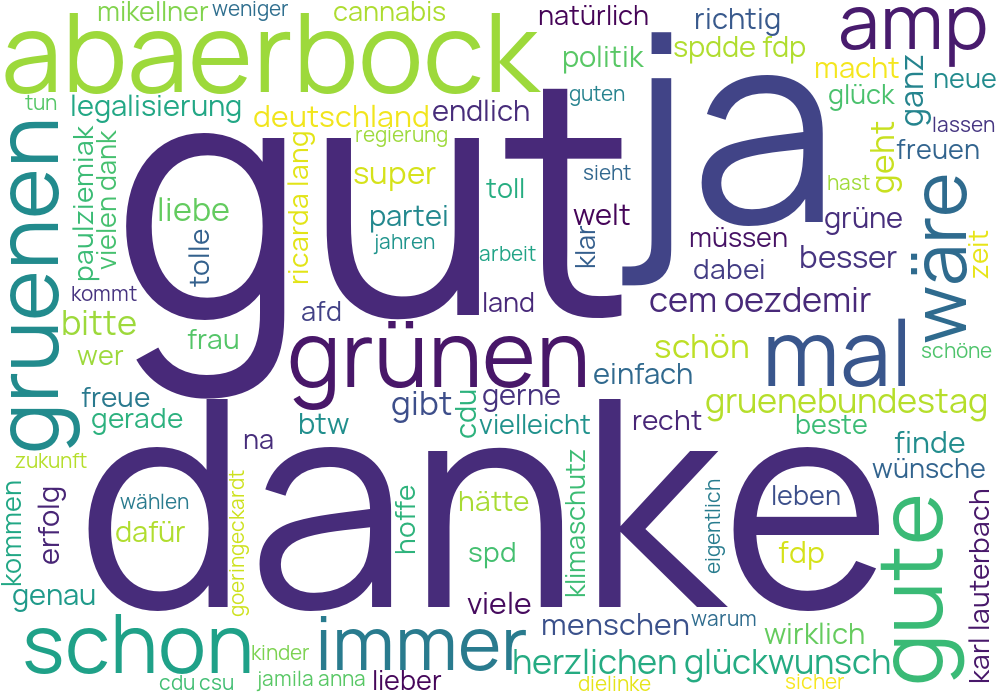 mikellner
weniger
cannabis
natürlich
richtig
amp
abaerbock
politik
spdde fdp
macht
ganz
neue
tun
legalisierung
deutschland
endlich
guten
ja
glück
lassen
gruenen
paulziemiak
vielen dank
regierung
gut
geht
freuen
ricarda lang
super
toll
sieht
hast
liebe
partei
welt
grüne
wäre
tolle
jahren
arbeit
klar
müssen
besser
zeit
dabei
kommt
afd
land
cem oezdemir
bitte
frau
grünen
schön
mal
schöne
wer
einfach
freue
gibt
cdu
gerne
gruenebundestag
gerade
na
btw
vielleicht
recht
beste
finde
zukunft
danke
wünsche
kommen
erfolg
wählen
goeringeckardt
hoffe
hätte
klimaschutz
eigentlich
leben
gute
karl lauterbach
dafür
spd
fdp
genau
viele
menschen
warum
wirklich
schon
immer
kinder
herzlichen glückwunsch
cdu csu
jamila anna
lieber
dielinke
sicher